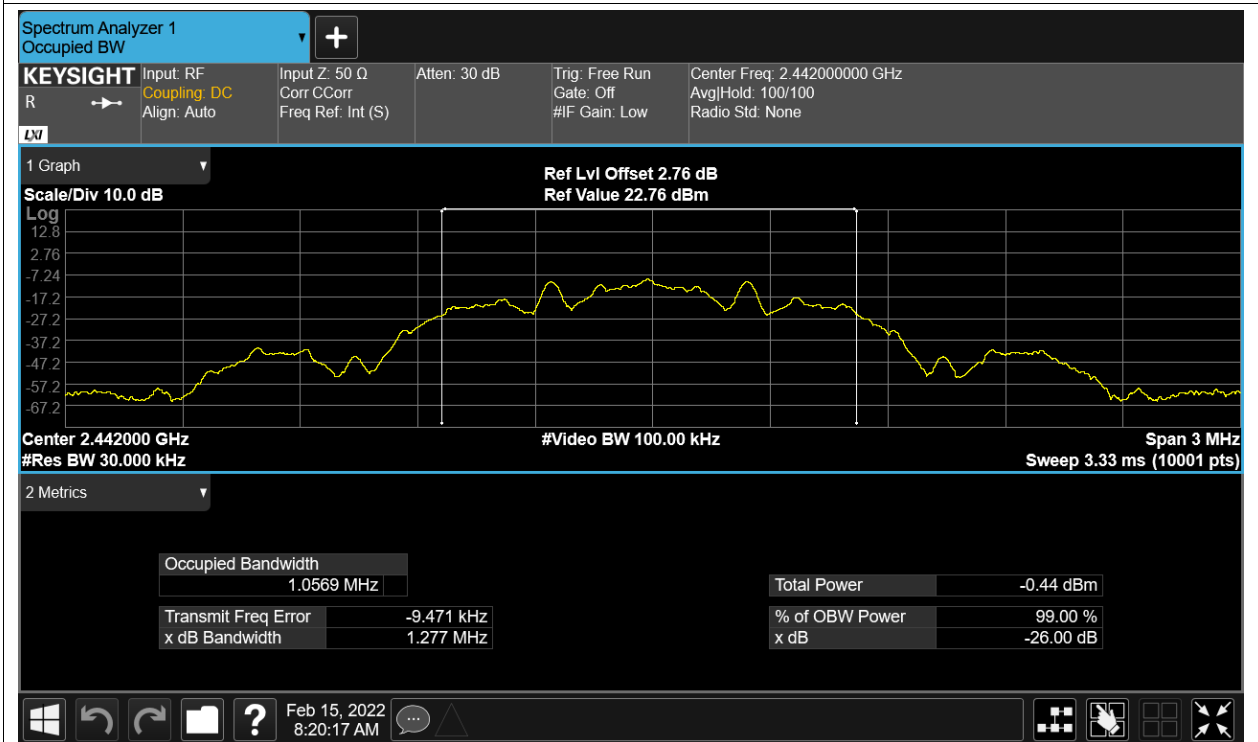 Spectrum Analyzer 1
Occupied BW
KEYSIGHT Input: RF Input Z: 50 Ω Atten: 30 dB Trig: Free Run Center Freq: 2.442000000 GHz
R Coupling: DC Corr CCorr Gate: Off Avg|Hold: 100/100
Align: Auto Freq Ref: Int (S) #IF Gain: Low Radio Std: None
LXI
1 Graph
Ref Lvl Offset 2.76 dB
Scale/Div 10.0 dB Ref Value 22.76 dBm
Log
12.8
2.76
-7.24
-17.2
-27.2
-37.2
-47.2
-57.2
-67.2
Center 2.442000 GHz #Video BW 100.00 kHz Span 3 MHz
#Res BW 30.000 kHz Sweep 3.33 ms (10001 pts)
2 Metrics
Occupied Bandwidth
1.0569 MHz Total Power -0.44 dBm
Transmit Freq Error -9.471 kHz % of OBW Power 99.00 %
x dB Bandwidth 1.277 MHz x dB -26.00 dB
Feb 15, 2022
8:20:17 AM